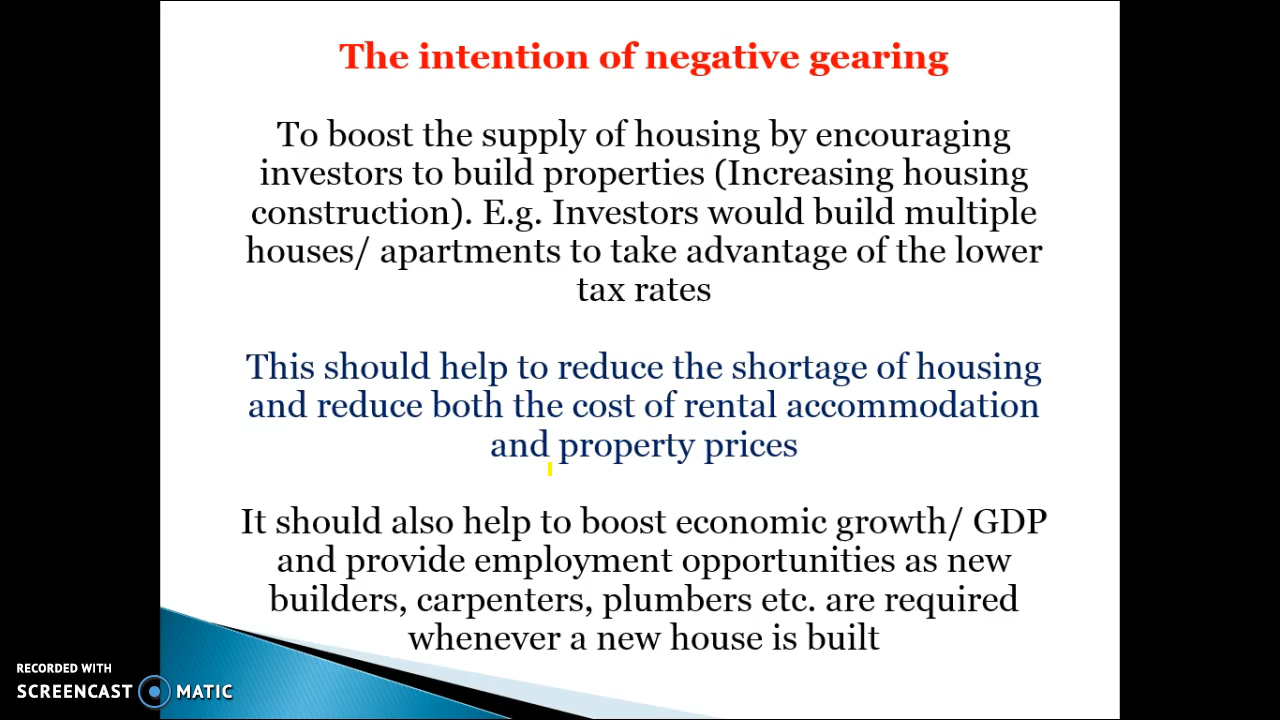 The intention of negative gearing
To boost the supply of housing by encouraging
investors to build properties (Increasing housing
construction). E.g. Investors would build multiple
houses/ apartments to take advantage of the lower
tax rates
This should help to reduce the shortage of housing
and reduce both the cost of rental accommodation
and property prices
It should also help to boost economic growth/ GDP
and provide employment opportunities as new
builders, carpenters, plumbers etc. are required
whenever a new house is built
RECORDED WITH
SCREENCAST MATIC